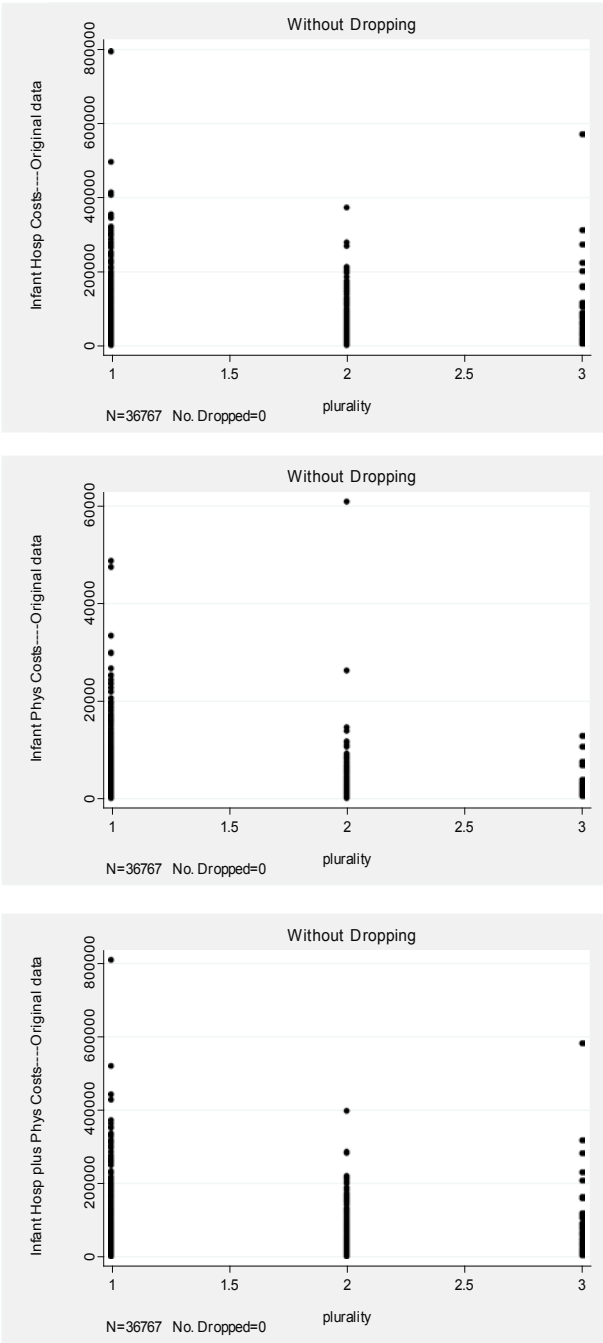 Without Dropping
Infant Hosp Costs----Original data
800000
600000
400000
200000
0
1 1.5 2 2.5 3
plurality
N=36767 No. Dropped=0
Without Dropping
Infant Phys Costs----Original data
60000
40000
20000
0
1 1.5 2 2.5 3
plurality
N=36767 No. Dropped=0
Without Dropping
Infant Hosp plus Phys Costs----Original data
800000
600000
400000
200000
0
1 1.5 2 2.5 3
plurality
N=36767 No. Dropped=0